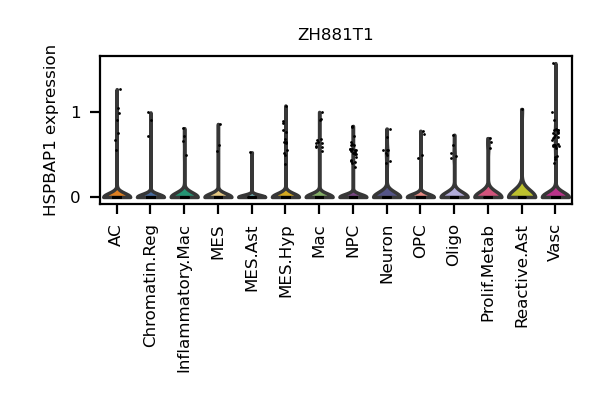 ZH881T1
HSPBAP1 expression
1
0
AC
Chromatin.Reg
Inflammatory.Mac
MES
MES.Ast
MES.Hyp
Mac
NPC
Neuron
OPC
Oligo
Prolif.Metab
Reactive.Ast
Vasc